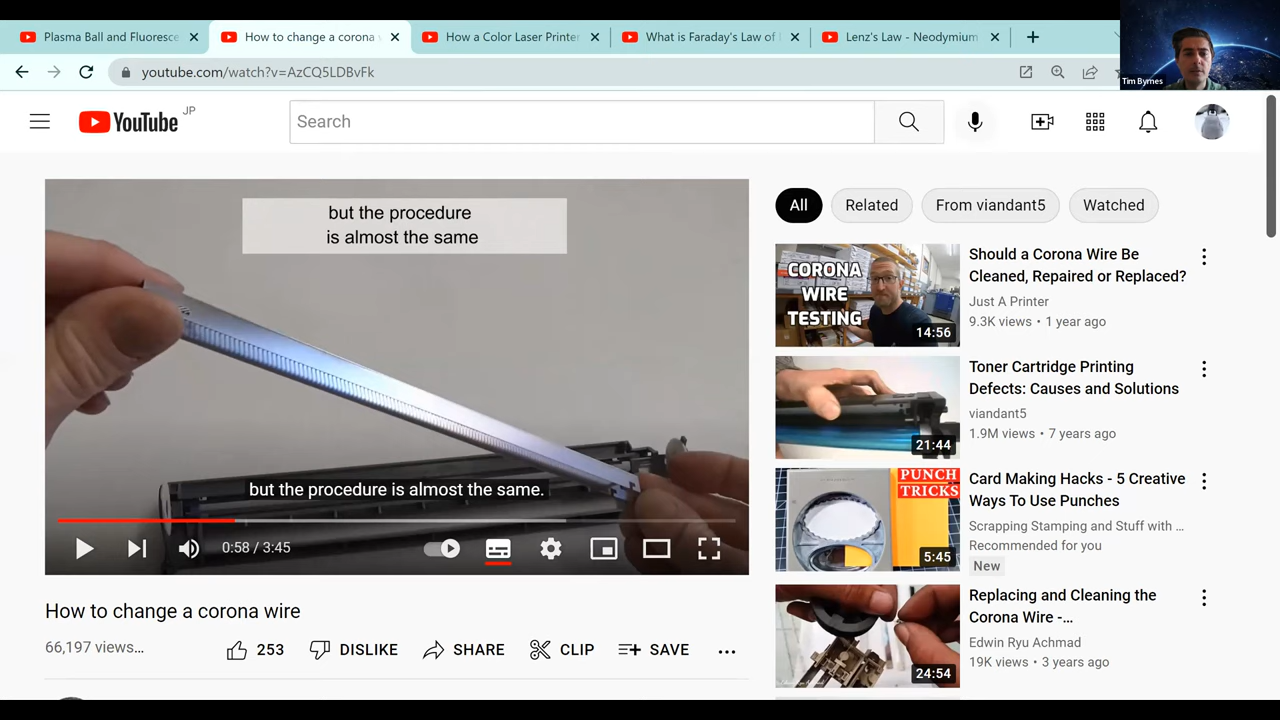 Plasma Ball and Fluoresce
How to change a corona w
How a Color Laser Printer
What is Faraday's Law of I
Lenz's Law - Neodymium
youtube.com/watch?v=AzCQ5LDBvFk
Tim Byrnes
YouTube JP
Search
but the procedure
is almost the same
but the procedure is almost the same.
0:58 / 3:45
How to change a corona wire
66,197 views...
253
DISLIKE
SHARE
CLIP
SAVE
All
Related
From viandant5
Watched
CORONA
WIRE
TESTING
14:56
Should a Corona Wire Be
Cleaned, Repaired or Replaced?
Just A Printer
9.3K views • 1 year ago
21:44
Toner Cartridge Printing
Defects: Causes and Solutions
viandant5
1.9M views • 7 years ago
PUNCH
TRICKS
5:45
Card Making Hacks - 5 Creative
Ways To Use Punches
Scrapping Stamping and Stuff with ...
Recommended for you
New
24:54
Replacing and Cleaning the
Corona Wire -...
Edwin Ryu Achmad
19K views • 3 years ago